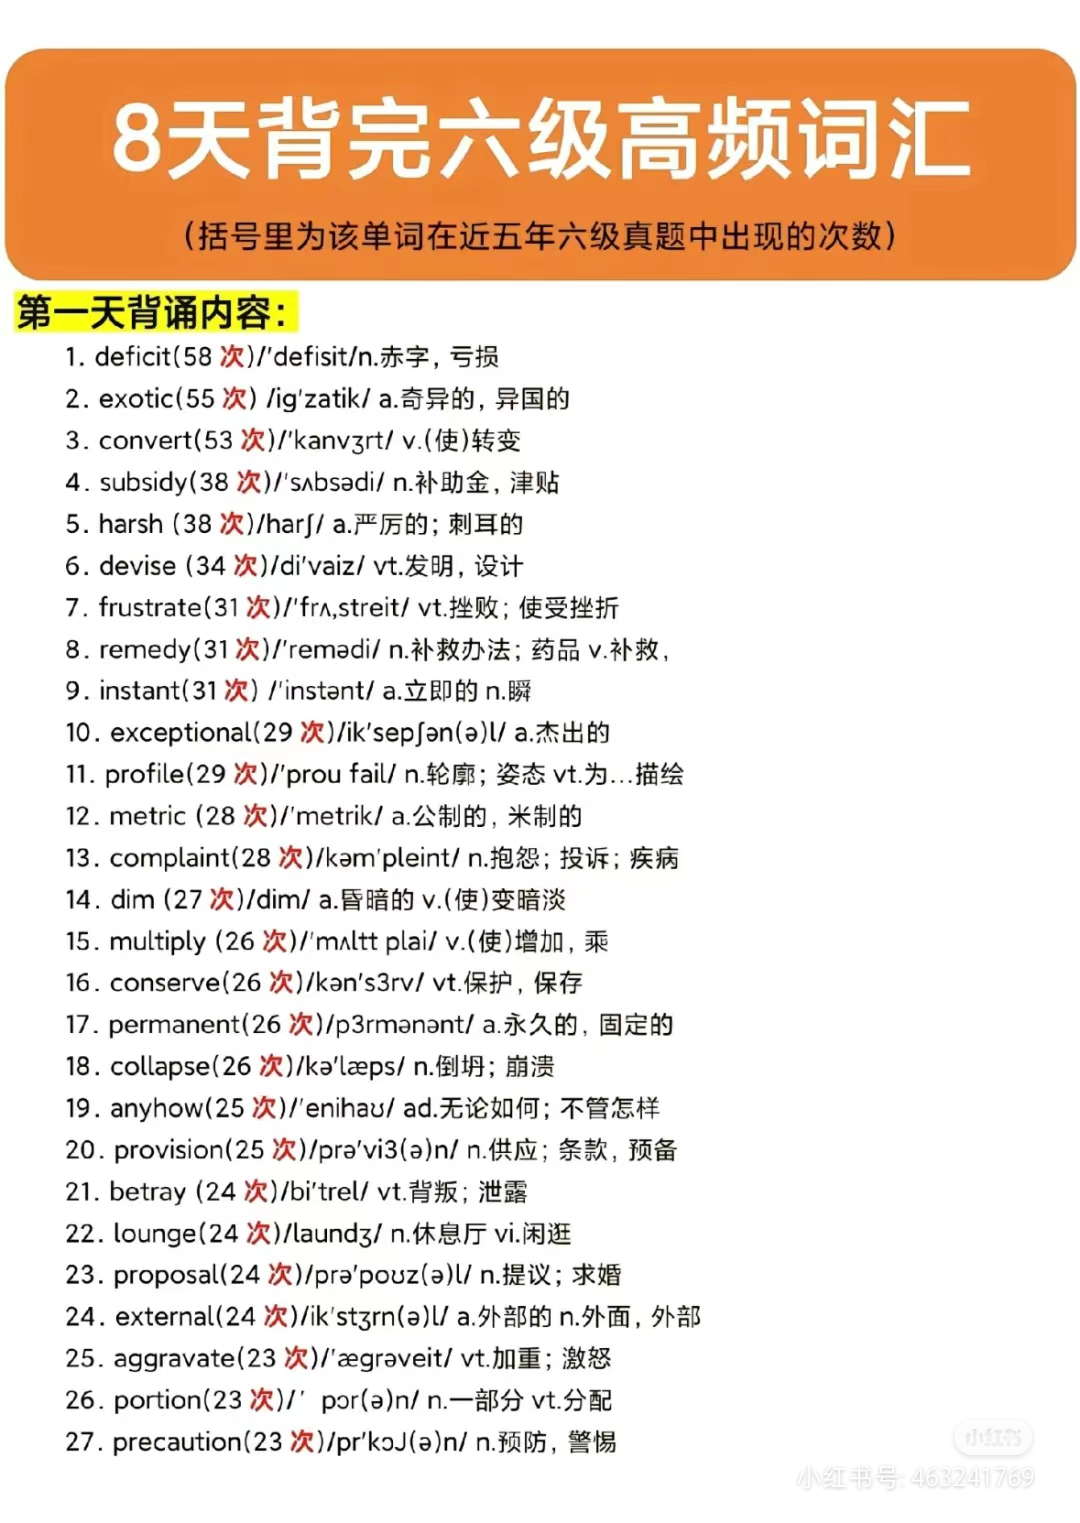 8天背完六级高频词汇
（括号里为该单词在近五年六级真题中出现的次数）
第一天背诵内容：
1. deficit(58 次)/'defisit/n.赤字，亏损
2. exotic(55 次) /ig'zatik/ a.奇异的，异国的
3. convert(53 次)/'kanvʒrt/ v.(使)转变
4. subsidy(38 次)/'sʌbsədi/ n.补助金，津贴
5. harsh (38 次)/harʃ/ a.严厉的；刺耳的
6. devise (34 次)/di'vaiz/ vt.发明，设计
7. frustrate(31 次)/'frʌ,streit/ vt.挫败；使受挫折
8. remedy(31 次)/'remədi/ n.补救办法；药品 v.补救，
9. instant(31 次) /'instənt/ a.立即的 n.瞬
10. exceptional(29 次)/ik'sepʃən(ə)l/ a.杰出的
11. profile(29 次)/'prou fail/ n.轮廓；姿态 vt.为…描绘
12. metric (28 次)/'metrik/ a.公制的，米制的
13. complaint(28 次)/kəm'pleint/ n.抱怨；投诉；疾病
14. dim (27 次)/dim/ a.昏暗的 v.(使)变暗淡
15. multiply (26 次)/'mʌltt plai/ v.(使)增加，乘
16. conserve(26 次)/kən's3rv/ vt.保护，保存
17. permanent(26 次)/p3rmənənt/ a.永久的，固定的
18. collapse(26 次)/kə'læps/ n.倒坍；崩溃
19. anyhow(25 次)/'enihaʊ/ ad.无论如何；不管怎样
20. provision(25 次)/prə'vi3(ə)n/ n.供应；条款，预备
21. betray (24 次)/bi'trel/ vt.背叛；泄露
22. lounge(24 次)/laundʒ/ n.休息厅 vi.闲逛
23. proposal(24 次)/prə'poʊz(ə)l/ n.提议；求婚
24. external(24 次)/ik'stʒrn(ə)l/ a.外部的 n.外面，外部
25. aggravate(23 次)/'ægrəveit/ vt.加重；激怒
26. portion(23 次)/' pɔr(ə)n/ n.一部分 vt.分配
27. precaution(23 次)/pr'kɔJ(ə)n/ n.预防，警惕
小红书
小红书号: 463241769